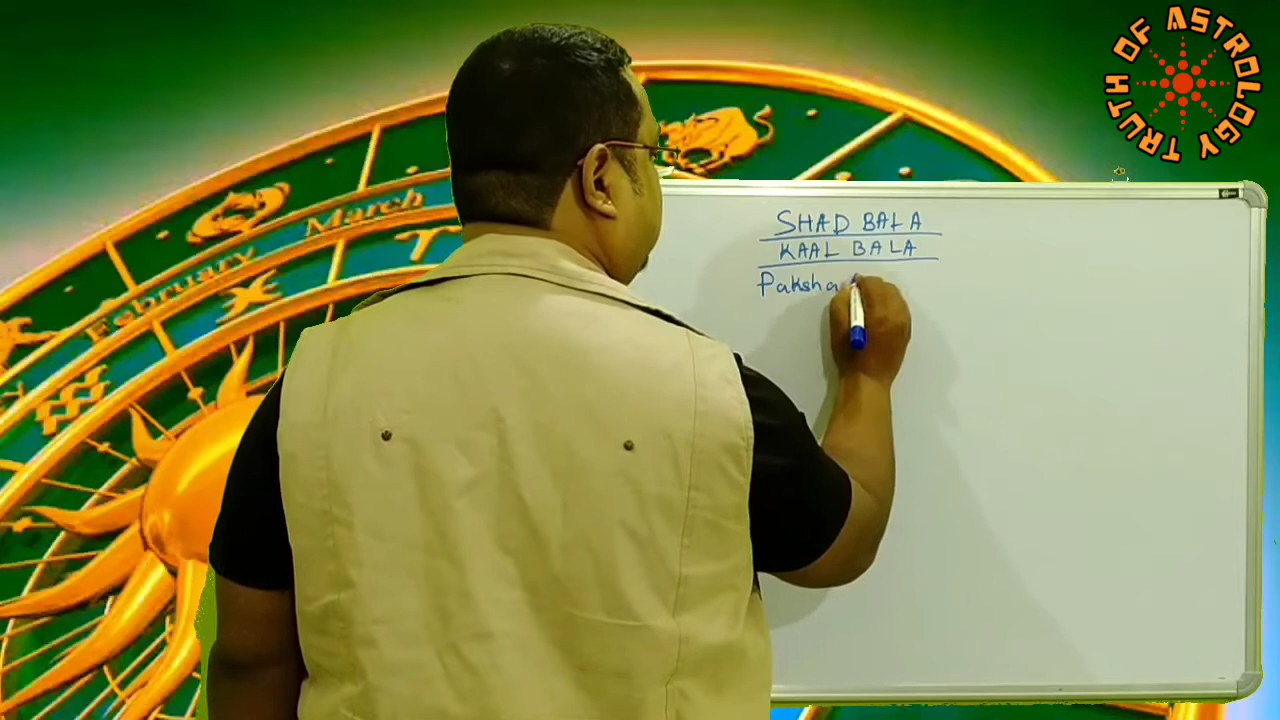 TRUTH OF ASTROLOGY
February March
SHAD BALA
KAAL BALA
Paksha